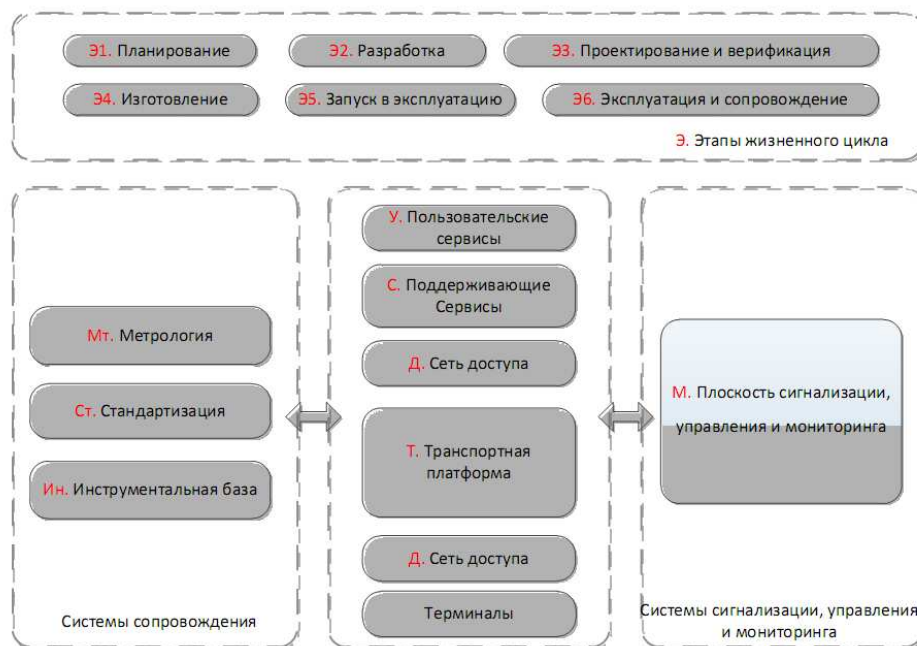 Э1. Планирование
Э2. Разработка
Э3. Проектирование и верификация
Э4. Изготовление
Э5. Запуск в эксплуатацию
Э6. Эксплуатация и сопровождение
Э. Этапы жизненного цикла
Мт. Метрология
Ст. Стандартизация
Ин. Инструментальная база
Системы сопровождения
У. Пользовательские
сервисы
С. Поддерживающие
Сервисы
Д. Сеть доступа
Т. Транспортная
платформа
Д. Сеть доступа
Терминалы
М. Плоскость сигнализации,
управления и мониторинга
Системы сигнализации, управления
и мониторинга